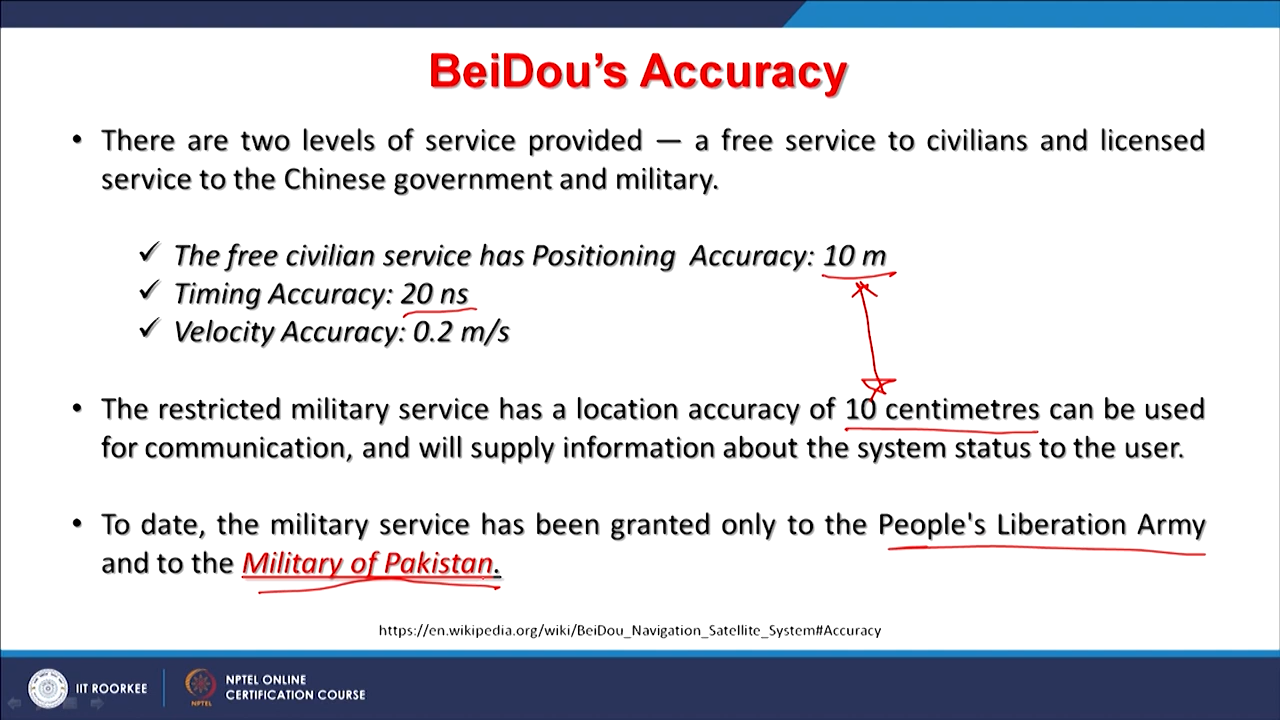 BeiDou's Accuracy
• There are two levels of service provided — a free service to civilians and licensed
service to the Chinese government and military.
✓ The free civilian service has Positioning Accuracy: 10 m
✓ Timing Accuracy: 20 ns
✓ Velocity Accuracy: 0.2 m/s
• The restricted military service has a location accuracy of 10 centimetres can be used
for communication, and will supply information about the system status to the user.
• To date, the military service has been granted only to the People's Liberation Army
and to the Military of Pakistan.
https://en.wikipedia.org/wiki/BeiDou_Navigation_Satellite_System#Accuracy
IIT ROORKEE
NPTEL
NPTEL ONLINE
CERTIFICATION COURSE